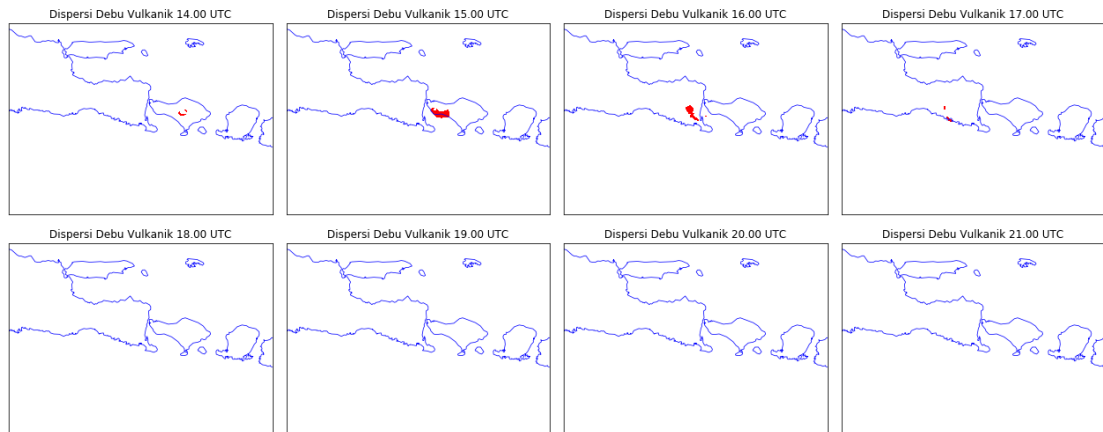 Dispersi Debu Vulkanik 14.00 UTC
Dispersi Debu Vulkanik 15.00 UTC
Dispersi Debu Vulkanik 16.00 UTC
Dispersi Debu Vulkanik 17.00 UTC
Dispersi Debu Vulkanik 18.00 UTC
Dispersi Debu Vulkanik 19.00 UTC
Dispersi Debu Vulkanik 20.00 UTC
Dispersi Debu Vulkanik 21.00 UTC